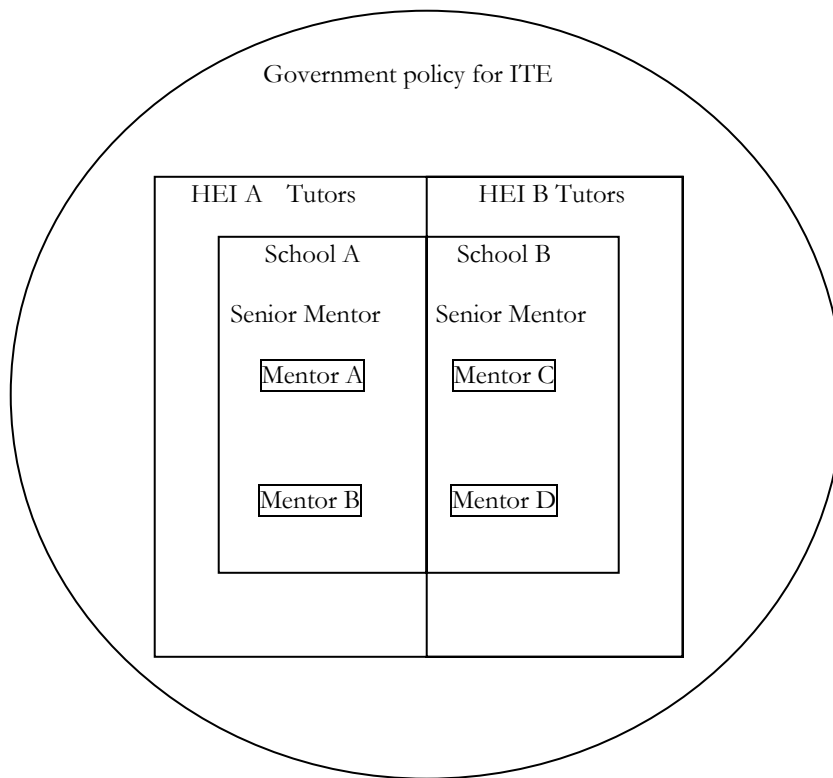 Government policy for ITE
HEI A Tutors
HEI B Tutors
School A
School B
Senior Mentor
Senior Mentor
Mentor A
Mentor C
Mentor B
Mentor D